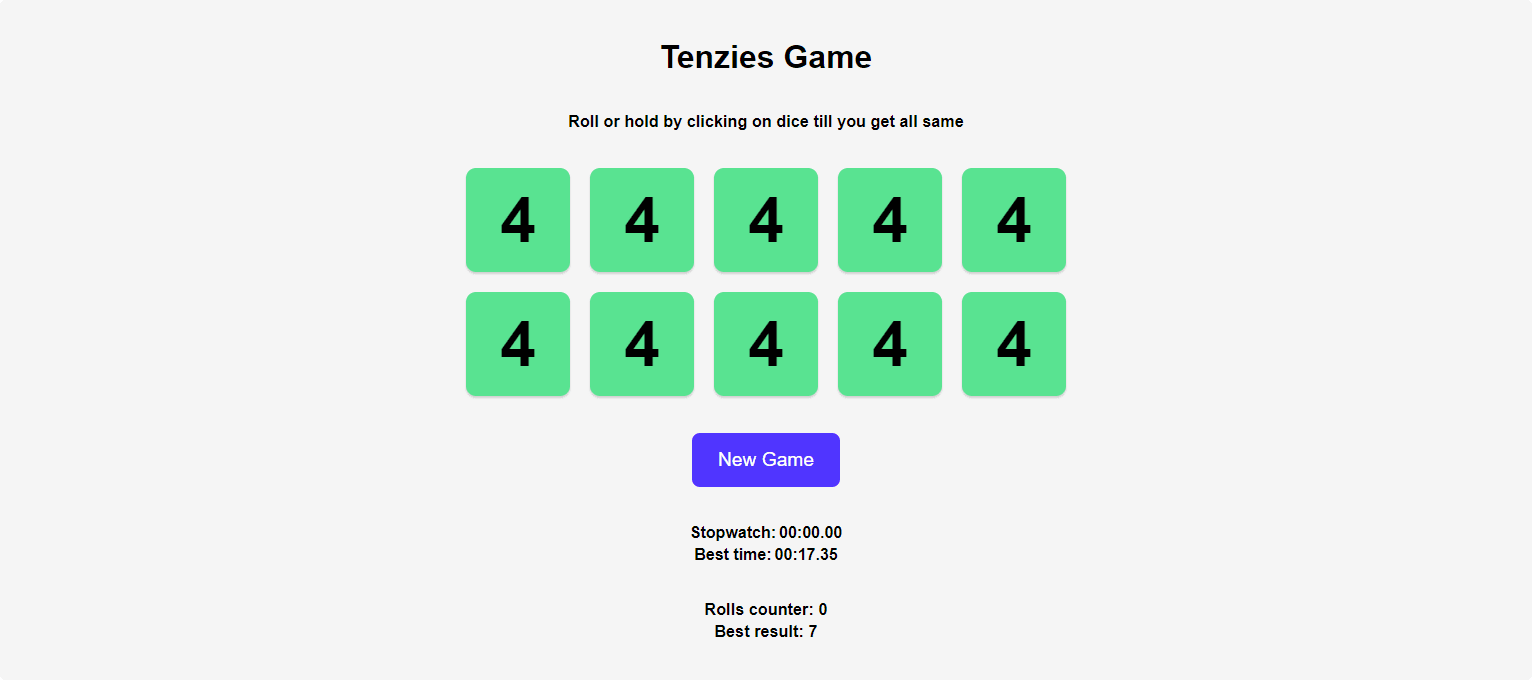 Tenzies Game
Roll or hold by clicking on dice till you get all same
4 4 4 4 4
4 4 4 4 4
New Game
Stopwatch: 00:00.00
Best time: 00:17.35
Rolls counter: 0
Best result: 7